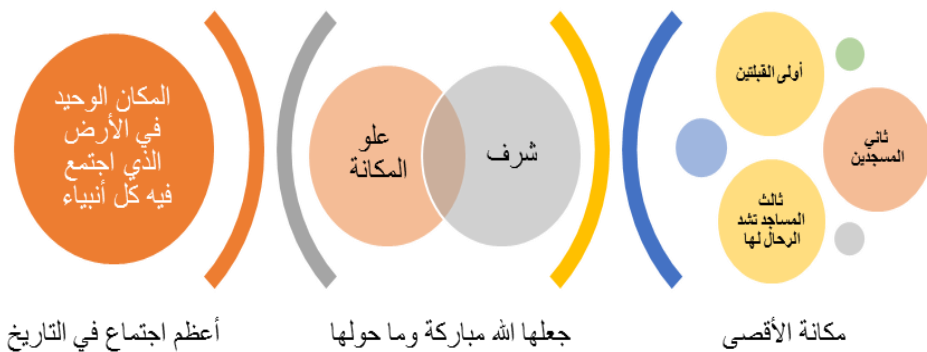 أولى القبلتين
ثاني
المسجدين
ثالث
المساجد تشد
الرحال لها
مكانة الأقصى
شرف
علو
المكانة
جعلها الله مباركة وما حولها
المكان الوحيد
في الأرض
الذي اجتمع
فيه كل أنبياء
أعظم اجتماع في التاريخ